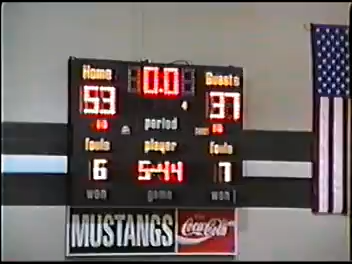 Home 0.0 Guests
53 4 37
period
fouls player fouls
6 5-44 7
won game won
MUSTANGS Coca-Cola